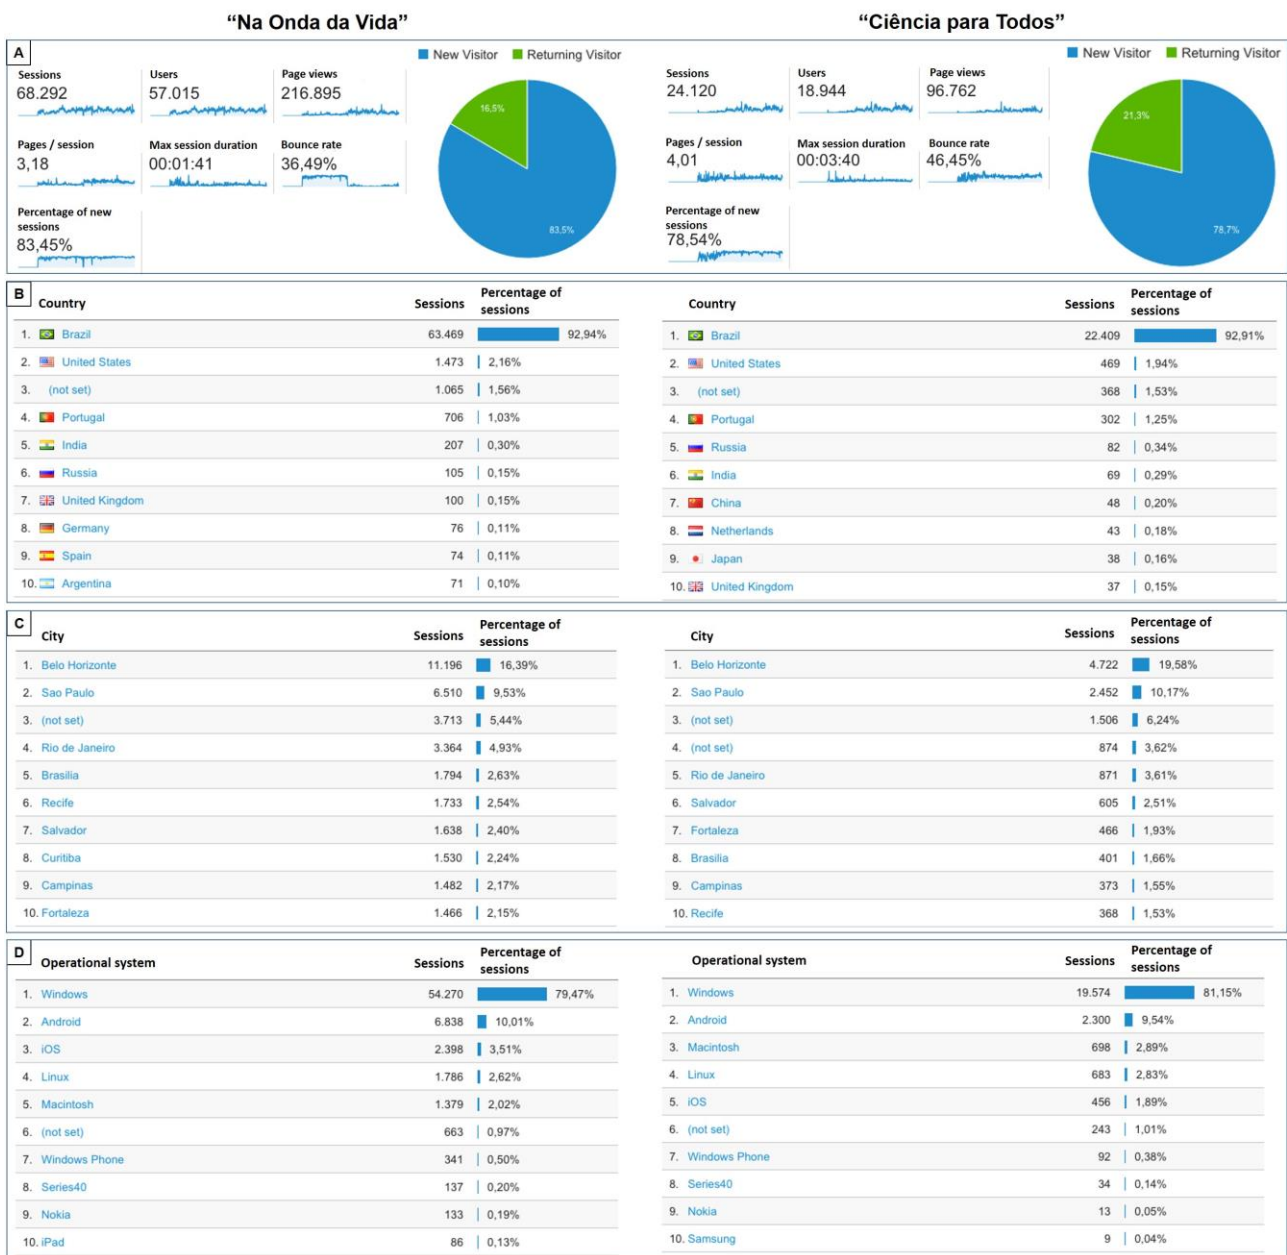 “Na Onda da Vida”
“Ciência para Todos”
A
Sessions Users Page views
68.292 57.015 216.895
Pages / session Max session duration Bounce rate
3,18 00:01:41 36,49%
Percentage of new
sessions
83,45%
New Visitor Returning Visitor
16,5%
83,5%
Sessions Users Page views
24.120 18.944 96.762
Pages / session Max session duration Bounce rate
4,01 00:03:40 46,45%
Percentage of new
sessions
78,54%
New Visitor Returning Visitor
21,3%
78,7%
B
Country Sessions Percentage of
sessions
1. Brazil 63.469 92,94%
2. United States 1.473 2,16%
3. (not set) 1.065 1,56%
4. Portugal 706 1,03%
5. India 207 0,30%
6. Russia 105 0,15%
7. United Kingdom 100 0,15%
8. Germany 76 0,11%
9. Spain 74 0,11%
10. Argentina 71 0,10%
Country Sessions Percentage of
sessions
1. Brazil 22.409 92,91%
2. United States 469 1,94%
3. (not set) 368 1,53%
4. Portugal 302 1,25%
5. Russia 82 0,34%
6. India 69 0,29%
7. China 48 0,20%
8. Netherlands 43 0,18%
9. Japan 38 0,16%
10. United Kingdom 37 0,15%
C
City Sessions Percentage of
sessions
1. Belo Horizonte 11.196 16,39%
2. Sao Paulo 6.510 9,53%
3. (not set) 3.713 5,44%
4. Rio de Janeiro 3.364 4,93%
5. Brasilia 1.794 2,63%
6. Recife 1.733 2,54%
7. Salvador 1.638 2,40%
8. Curitiba 1.530 2,24%
9. Campinas 1.482 2,17%
10. Fortaleza 1.466 2,15%
City Sessions Percentage of
sessions
1. Belo Horizonte 4.722 19,58%
2. Sao Paulo 2.452 10,17%
3. (not set) 1.506 6,24%
4. (not set) 874 3,62%
5. Rio de Janeiro 871 3,61%
6. Salvador 605 2,51%
7. Fortaleza 466 1,93%
8. Brasilia 401 1,66%
9. Campinas 373 1,55%
10. Recife 368 1,53%
D
Operational system Sessions Percentage of
sessions
1. Windows 54.270 79,47%
2. Android 6.838 10,01%
3. iOS 2.398 3,51%
4. Linux 1.786 2,62%
5. Macintosh 1.379 2,02%
6. (not set) 663 0,97%
7. Windows Phone 341 0,50%
8. Series40 137 0,20%
9. Nokia 133 0,19%
10. iPad 86 0,13%
Operational system Sessions Percentage of
sessions
1. Windows 19.574 81,15%
2. Android 2.300 9,54%
3. Macintosh 698 2,89%
4. Linux 683 2,83%
5. iOS 456 1,89%
6. (not set) 243 1,01%
7. Windows Phone 92 0,38%
8. Series40 34 0,14%
9. Nokia 13 0,05%
10. Samsung 9 0,04%